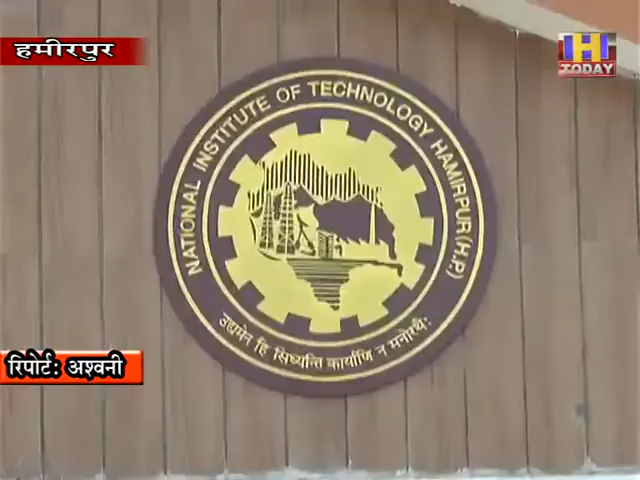 हमीरपुर
H
TODAY
NATIONAL INSTITUTE OF TECHNOLOGY HAMIRPUR (H.P.)
उद्यमेन हि सिध्यन्ति कार्याणि न मनोरथैः
रिपोर्टः अश्वनी